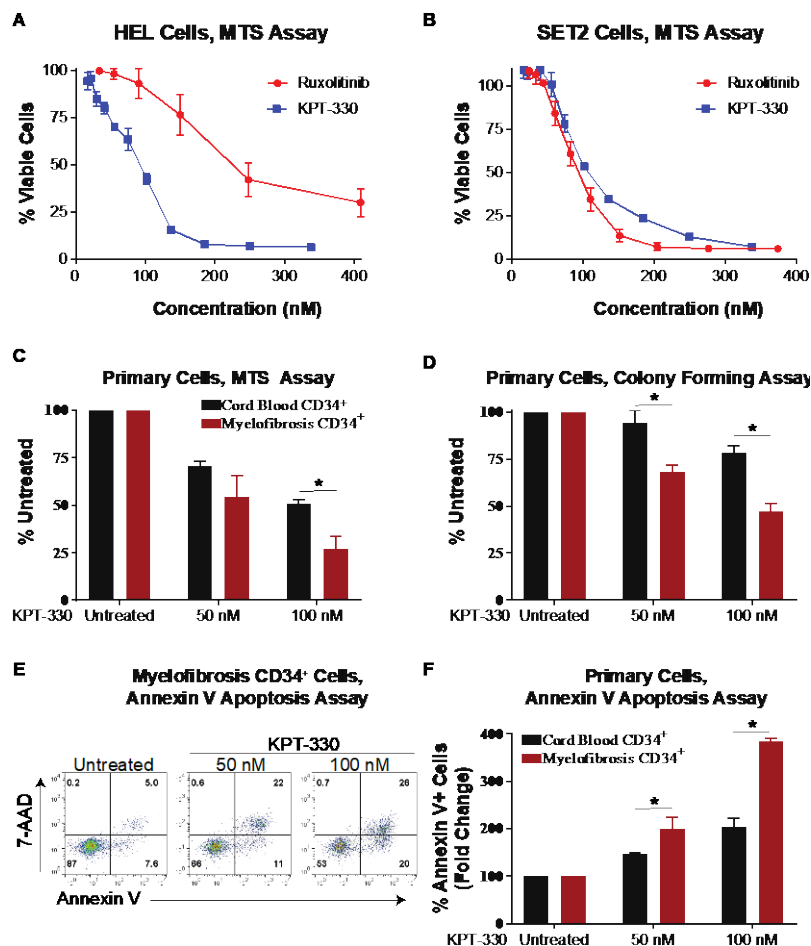 A
HEL Cells, MTS Assay
% Viable Cells
100
75
50
25
0
0 100 200 300 400
Concentration (nM)
Ruxolitinib
KPT-330
B
SET2 Cells, MTS Assay
% Viable Cells
100
75
50
25
0
0 100 200 300 400
Concentration (nM)
Ruxolitinib
KPT-330
C
Primary Cells, MTS Assay
% Untreated
100
75
50
25
0
Cord Blood CD34+
Myelofibrosis CD34+
*
KPT-330 Untreated 50 nM 100 nM
D
Primary Cells, Colony Forming Assay
% Untreated
100
75
50
25
0
* *
KPT-330 Untreated 50 nM 100 nM
E
Myelofibrosis CD34+ Cells,
Annexin V Apoptosis Assay
KPT-330
Untreated 50 nM 100 nM
7-AAD
0.2 5.0
87 7.6
0.6 22
66 11
0.7 26
53 20
Annexin V
F
Primary Cells,
Annexin V Apoptosis Assay
% Annexin V+ Cells
(Fold Change)
400
300
200
100
0
Cord Blood CD34+
Myelofibrosis CD34+
* *
KPT-330 Untreated 50 nM 100 nM